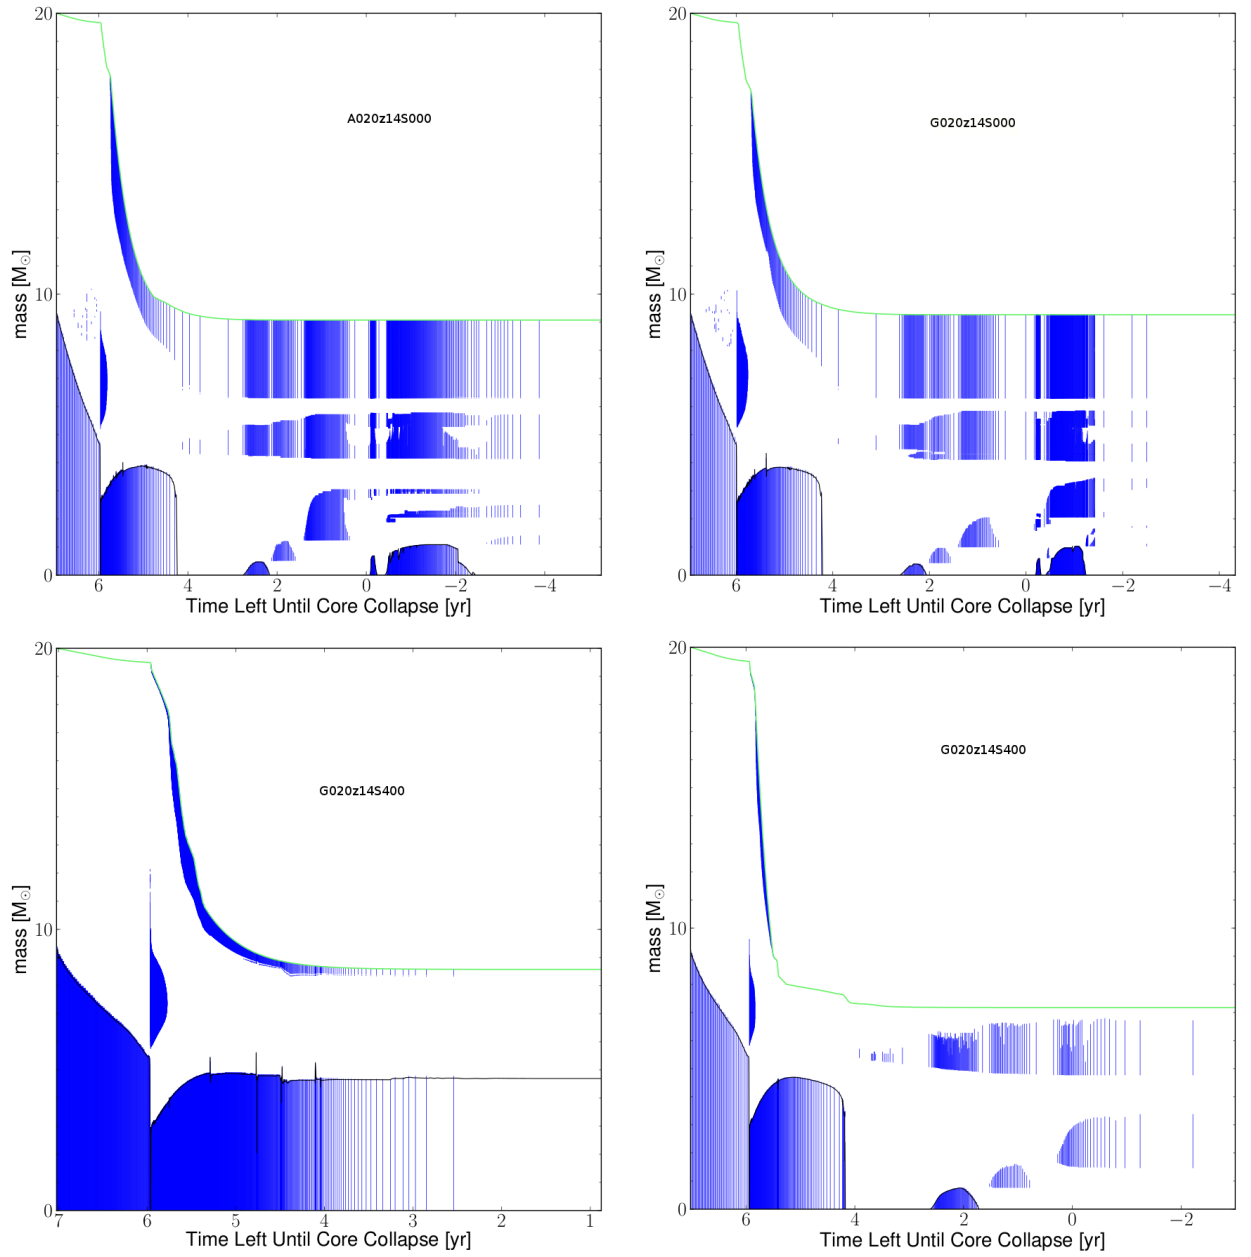 20
10
0
mass [M☉]
A020z14S000
6 4 2 0 −2 −4
Time Left Until Core Collapse [yr]
20
10
0
mass [M☉]
G020z14S000
6 4 2 0 −2 −4
Time Left Until Core Collapse [yr]
20
10
0
mass [M☉]
G020z14S400
7 6 5 4 3 2 1
Time Left Until Core Collapse [yr]
20
10
0
mass [M☉]
G020z14S400
6 4 2 0 −2
Time Left Until Core Collapse [yr]